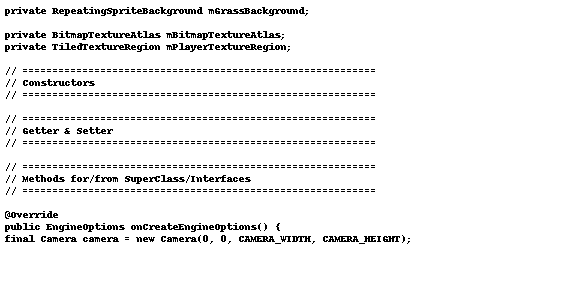 private RepeatingSpriteBackground mGrassBackground;
private BitmapTextureAtlas mBitmapTextureAtlas;
private TiledTextureRegion mPlayerTextureRegion;
// ===========================================================
// Constructors
// ===========================================================
// ===========================================================
// Getter & Setter
// ===========================================================
// ===========================================================
// Methods for/from SuperClass/Interfaces
// ===========================================================
@Override
public EngineOptions onCreateEngineOptions() {
final Camera camera = new Camera(0, 0, CAMERA_WIDTH, CAMERA_HEIGHT);